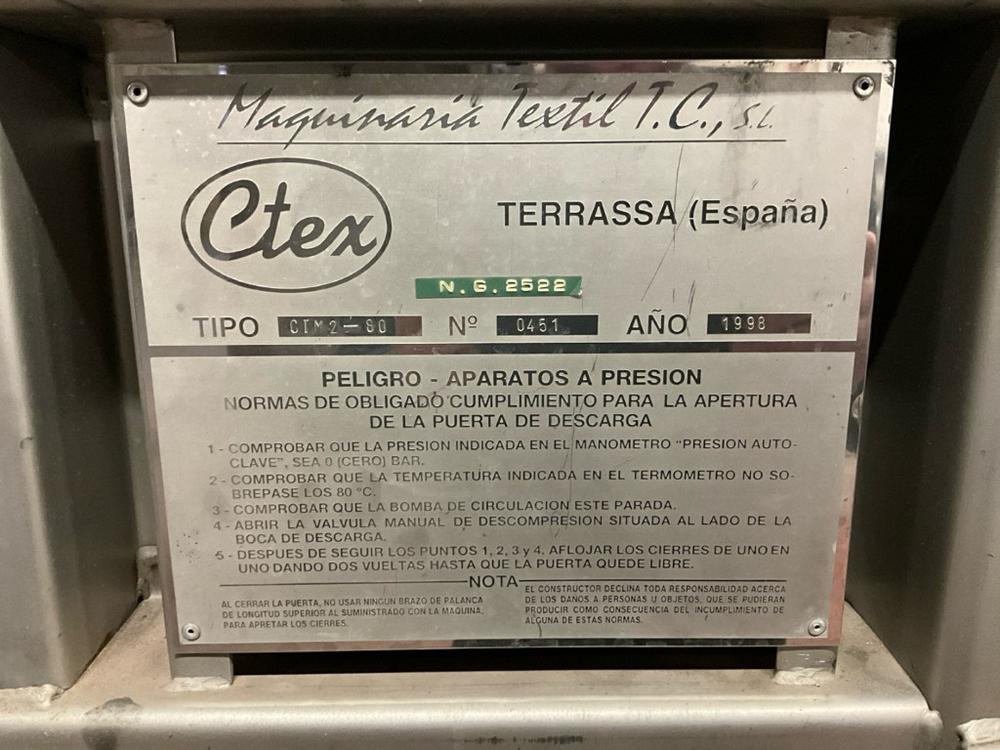 Maquinaria Textil T.C., S.L.
Ctex
TERRASSA (España)
N.G.2522
TIPO CTM2-80 Nº 0451 AÑO 1998
PELIGRO - APARATOS A PRESION
NORMAS DE OBLIGADO CUMPLIMIENTO PARA LA APERTURA
DE LA PUERTA DE DESCARGA
1 - COMPROBAR QUE LA PRESION INDICADA EN EL MANOMETRO "PRESION AUTO-
CLAVE", SEA 0 (CERO) BAR.
2 - COMPROBAR QUE LA TEMPERATURA INDICADA EN EL TERMOMETRO NO SO-
BREPASE LOS 80 °C.
3 - COMPROBAR QUE LA BOMBA DE CIRCULACION ESTE PARADA.
4 - ABRIR LA VALVULA MANUAL DE DESCOMPRESION SITUADA AL LADO DE LA
BOCA DE DESCARGA.
5 - DESPUES DE SEGUIR LOS PUNTOS 1, 2, 3 y 4, AFLOJAR LOS CIERRES DE UNO EN
UNO DANDO DOS VUELTAS HASTA QUE LA PUERTA QUEDE LIBRE.
NOTA
AL CERRAR LA PUERTA, NO USAR NINGUN BRAZO DE PALANCA
DE LONGITUD SUPERIOR AL SUMINISTRADO CON LA MAQUINA,
PARA APRETAR LOS CIERRES.
EL CONSTRUCTOR DECLINA TODA RESPONSABILIDAD ACERCA
DE LOS DAÑOS A PERSONAS U OBJETOS, QUE SE PUDIERAN
PRODUCIR COMO CONSECUENCIA DEL INCUMPLIMIENTO DE
ALGUNA DE ESTAS NORMAS.